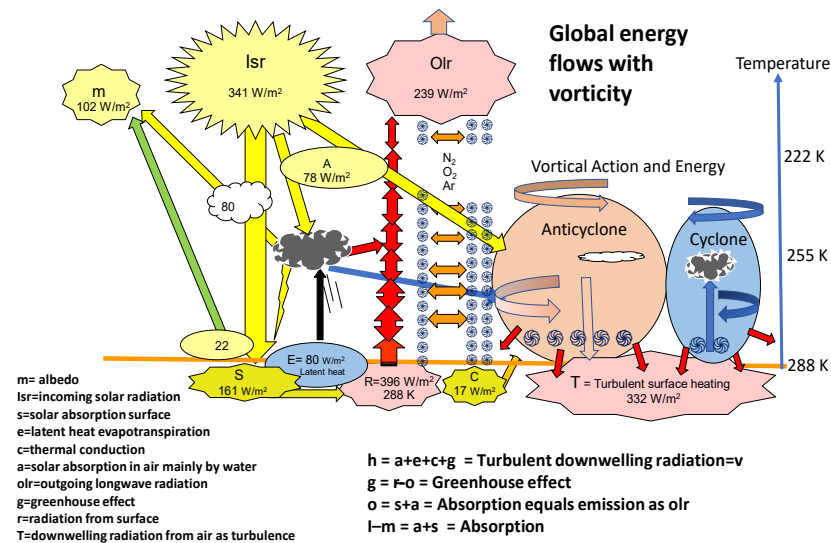 Global energy
flows with
vorticity
Isr
341 W/m²
Olr
239 W/m²
m
102 W/m²
Temperature
A
78 W/m²
N₂
O₂
Ar
222 K
Vortical Action and Energy
80
Anticyclone
Cyclone
255 K
22
E= 80 W/m²
Latent heat
288 K
S
161 W/m²
R=396 W/m²
288 K
C
17 W/m²
T = Turbulent surface heating
332 W/m²
m= albedo
Isr=incoming solar radiation
s=solar absorption surface
e=latent heat evapotranspiration
c=thermal conduction
a=solar absorption in air mainly by water
olr=outgoing longwave radiation
g=greenhouse effect
r=radiation from surface
T=downwelling radiation from air as turbulence
h = a+e+c+g = Turbulent downwelling radiation=v
g = r–o = Greenhouse effect
o = s+a = Absorption equals emission as olr
I–m = a+s = Absorption